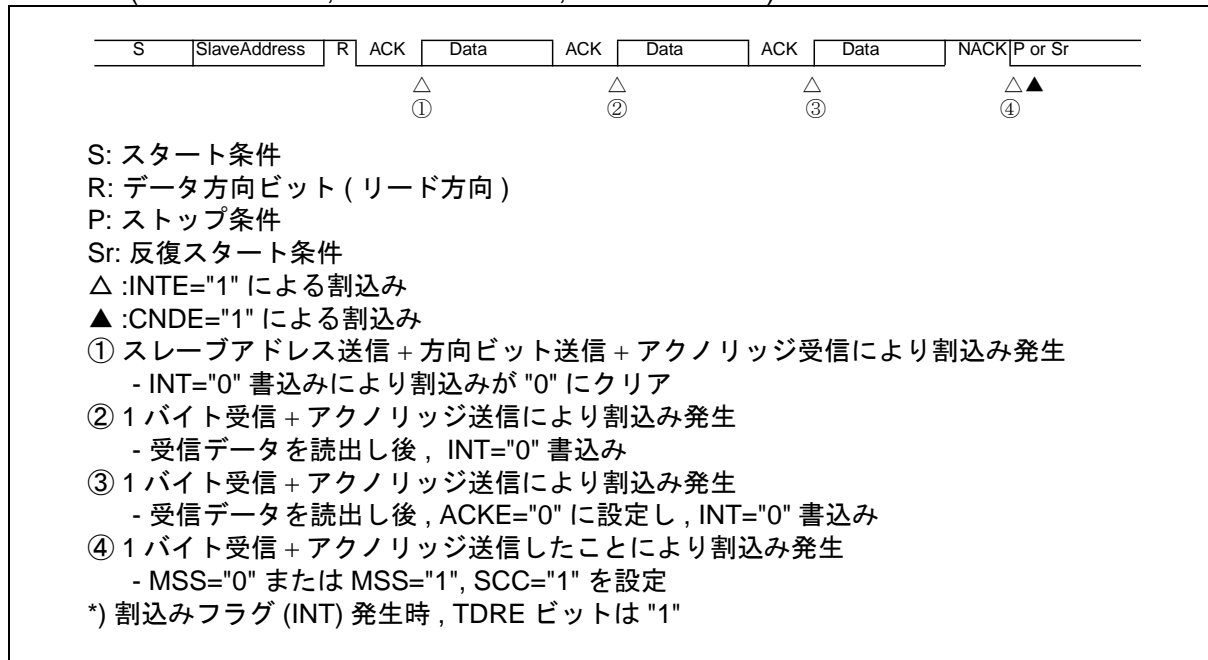 S SlaveAddress R ACK Data ACK Data ACK Data NACK P or Sr
△ △ △ △▲
① ② ③ ④
S: スタート条件
R: データ方向ビット ( リード方向 )
P: ストップ条件
Sr: 反復スタート条件
△ :INTE="1" による割込み
▲ :CNDE="1" による割込み
① スレーブアドレス送信 + 方向ビット送信 + アクノリッジ受信により割込み発生
- INT="0" 書込みにより割込みが "0" にクリア
② 1 バイト受信 + アクノリッジ送信により割込み発生
- 受信データを読出し後 , INT="0" 書込み
③ 1 バイト受信 + アクノリッジ送信により割込み発生
- 受信データを読出し後 , ACKE="0" に設定し , INT="0" 書込み
④ 1 バイト受信 + アクノリッジ送信したことにより割込み発生
- MSS="0" または MSS="1", SCC="1" を設定
*) 割込みフラグ (INT) 発生時 , TDRE ビットは "1"